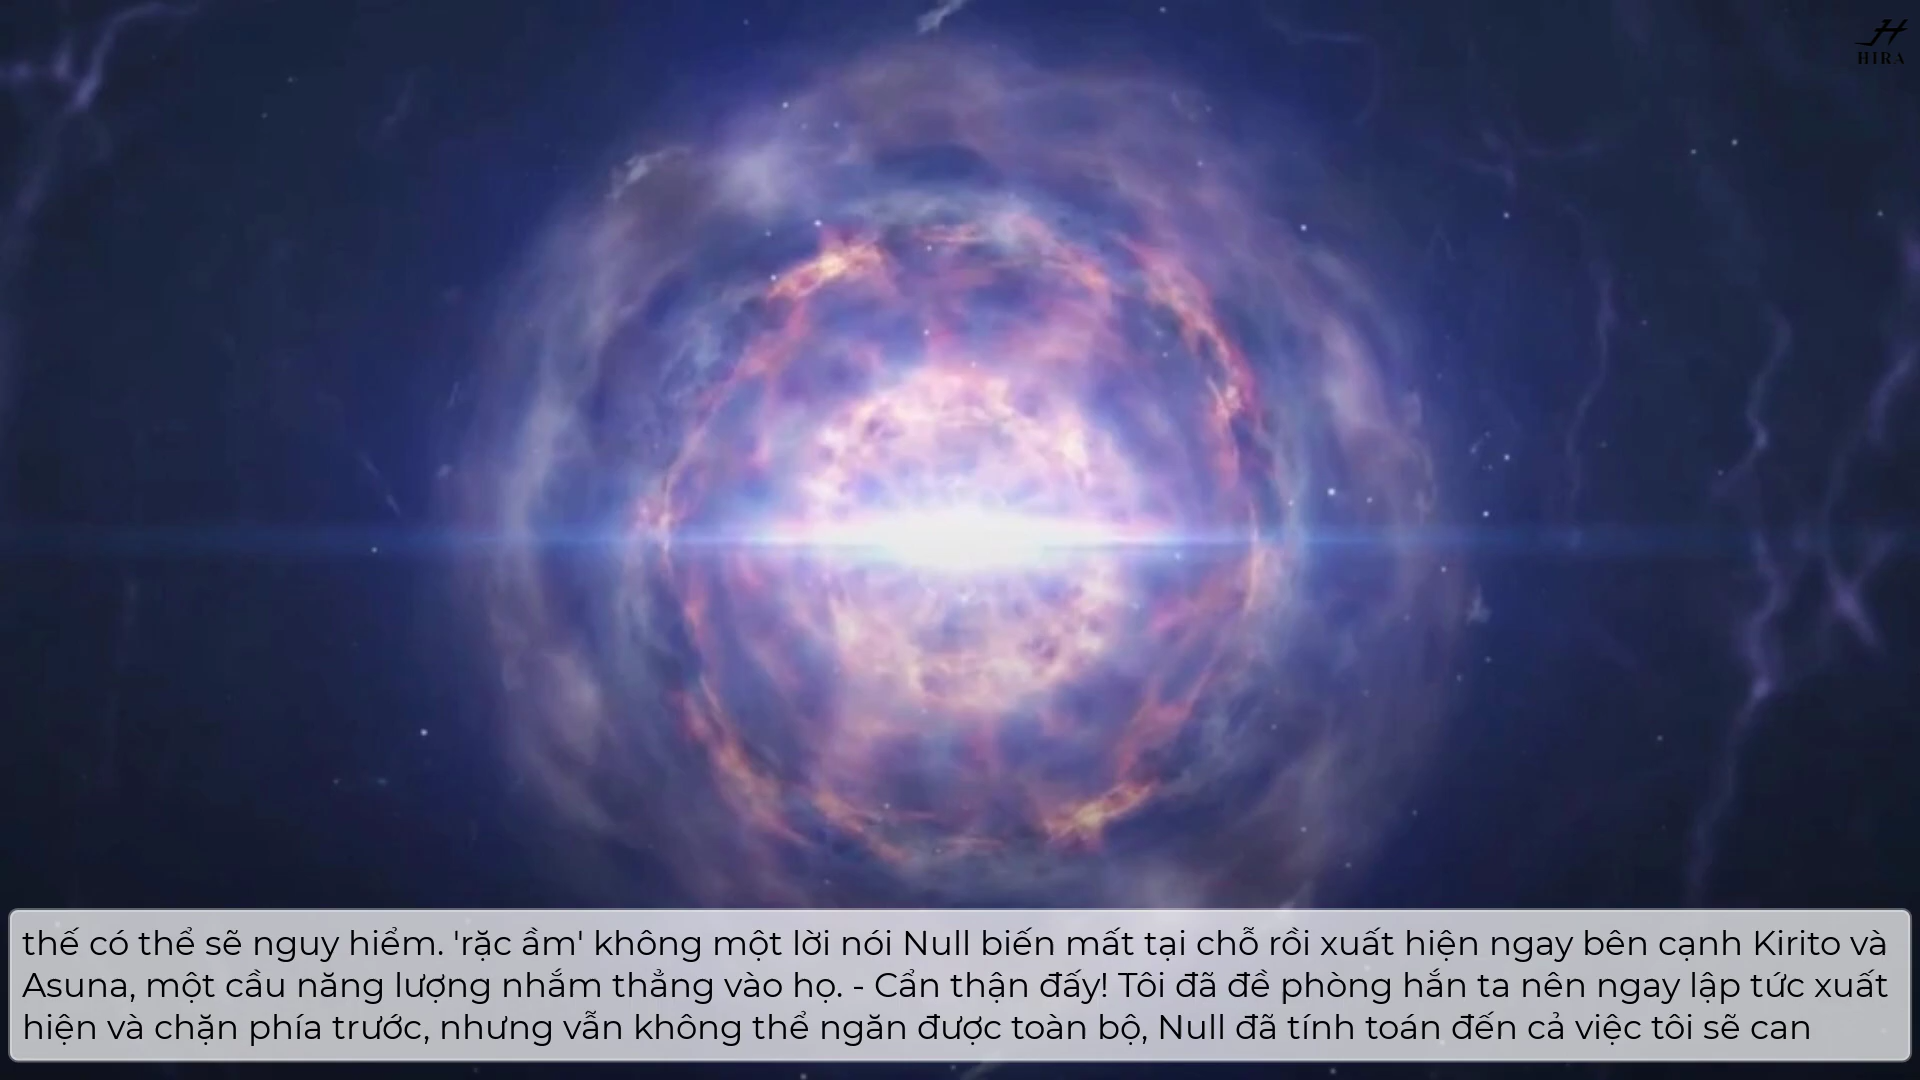 HIRA
thế có thể sẽ nguy hiểm. 'rặc ầm' không một lời nói Null biến mất tại chỗ rồi xuất hiện ngay bên cạnh Kirito và
Asuna, một cầu năng lượng nhắm thẳng vào họ. - Cẩn thận đấy! Tôi đã đề phòng hắn ta nên ngay lập tức xuất
hiện và chặn phía trước, nhưng vẫn không thể ngăn được toàn bộ, Null đã tính toán đến cả việc tôi sẽ can